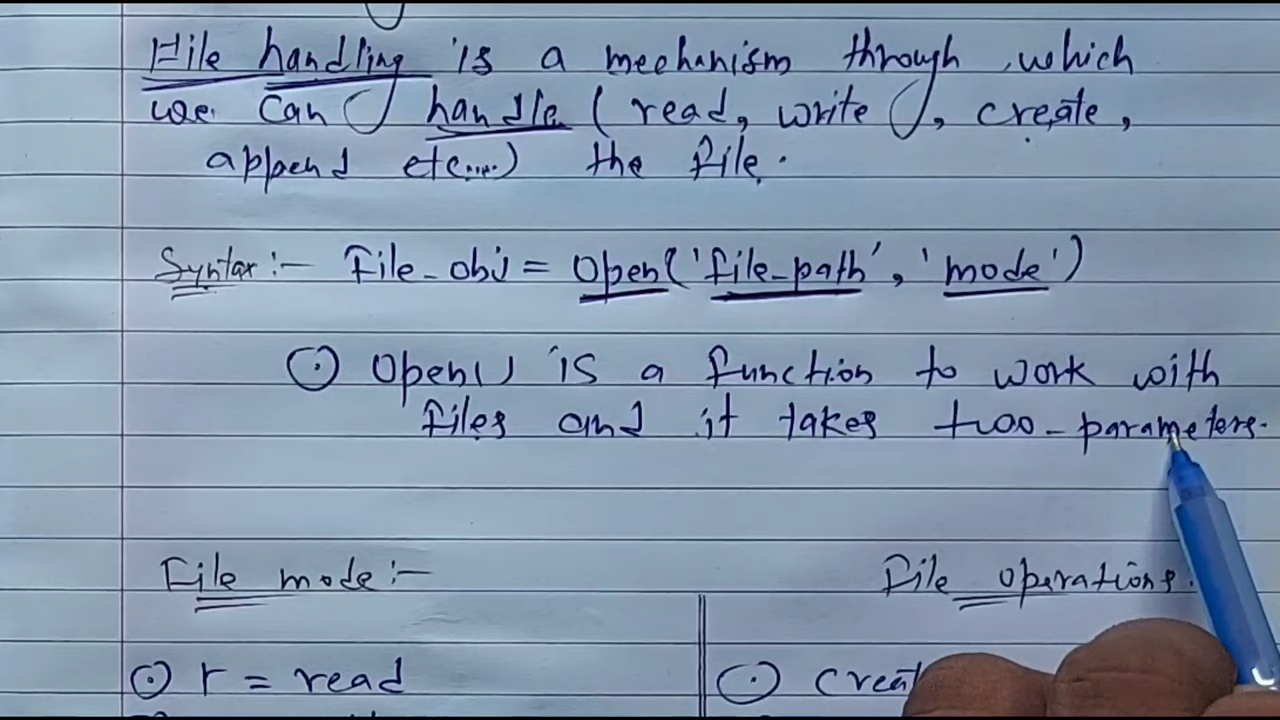 File handling is a mechanism through which
we can handle (read, write, create,
append etc....) the file.
Syntax :- File_obj = Open('file_path', 'mode')
⊙ Open() is a function to work with
files and it takes two parameters.
File mode :-
File operations.
⊙ r = read
⊙ creat